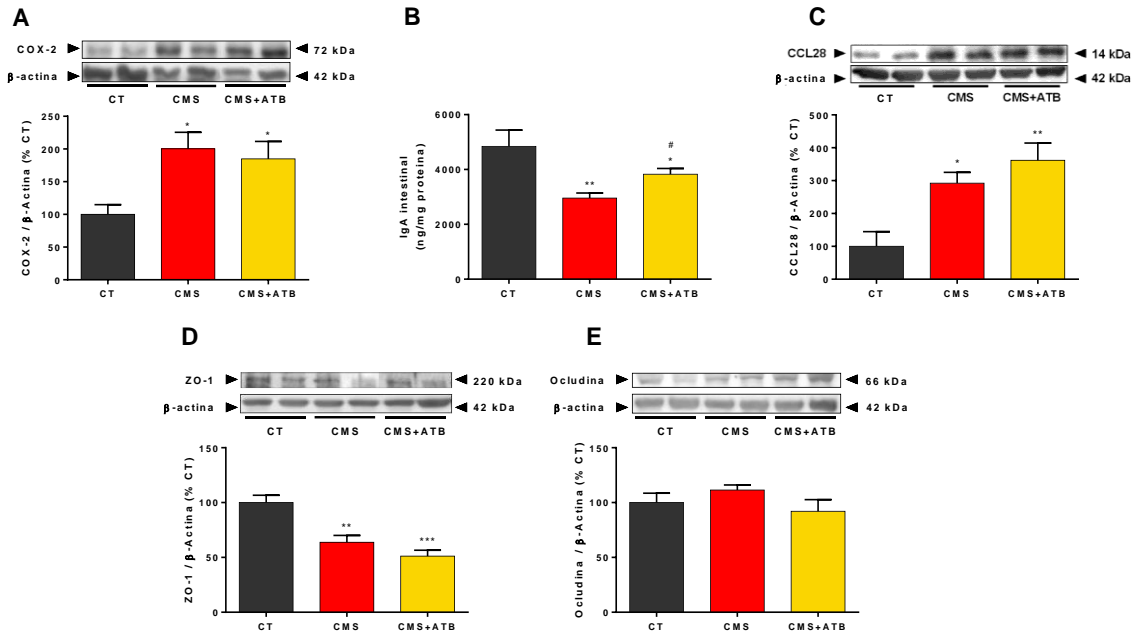 A
COX-2 72 kDa
β-actina 42 kDa
CT CMS CMS+ATB
COX-2 / β-Actina (% CT)
250
200
150
100
50
0
* *
CT CMS CMS+ATB
B
IgA intestinal
(ng/mg proteina)
6000
4000
2000
0
**
#
*
CT CMS CMS+ATB
C
CCL28 14 kDa
β-actina 42 kDa
CT CMS CMS+ATB
CCL28 / β-Actina (% CT)
500
400
300
200
100
0
* **
CT CMS CMS+ATB
D
ZO-1 220 kDa
β-actina 42 kDa
CT CMS CMS+ATB
ZO-1 / β-Actina (% CT)
150
100
50
0
** ***
CT CMS CMS+ATB
E
Ocludina 66 kDa
β-actina 42 kDa
CT CMS CMS+ATB
Ocludina / β-Actina (% CT)
150
100
50
0
CT CMS CMS+ATB